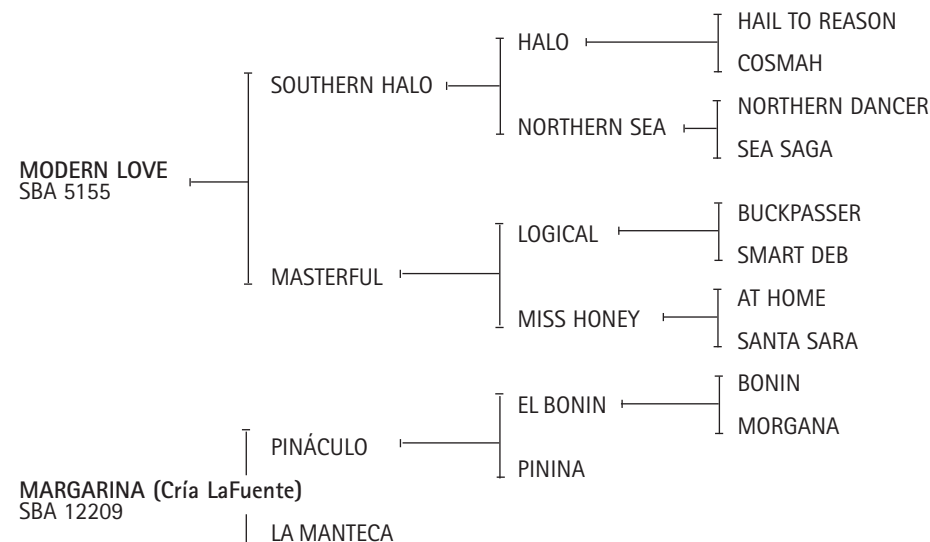 MODERN LOVE
SBA 5155
SOUTHERN HALO
HALO
HAIL TO REASON
COSMAH
NORTHERN SEA
NORTHERN DANCER
SEA SAGA
MASTERFUL
LOGICAL
BUCKPASSER
SMART DEB
MISS HONEY
AT HOME
SANTA SARA
MARGARINA (Cría LaFuente)
SBA 12209
PINÁCULO
EL BONIN
BONIN
MORGANA
PININA
LA MANTECA